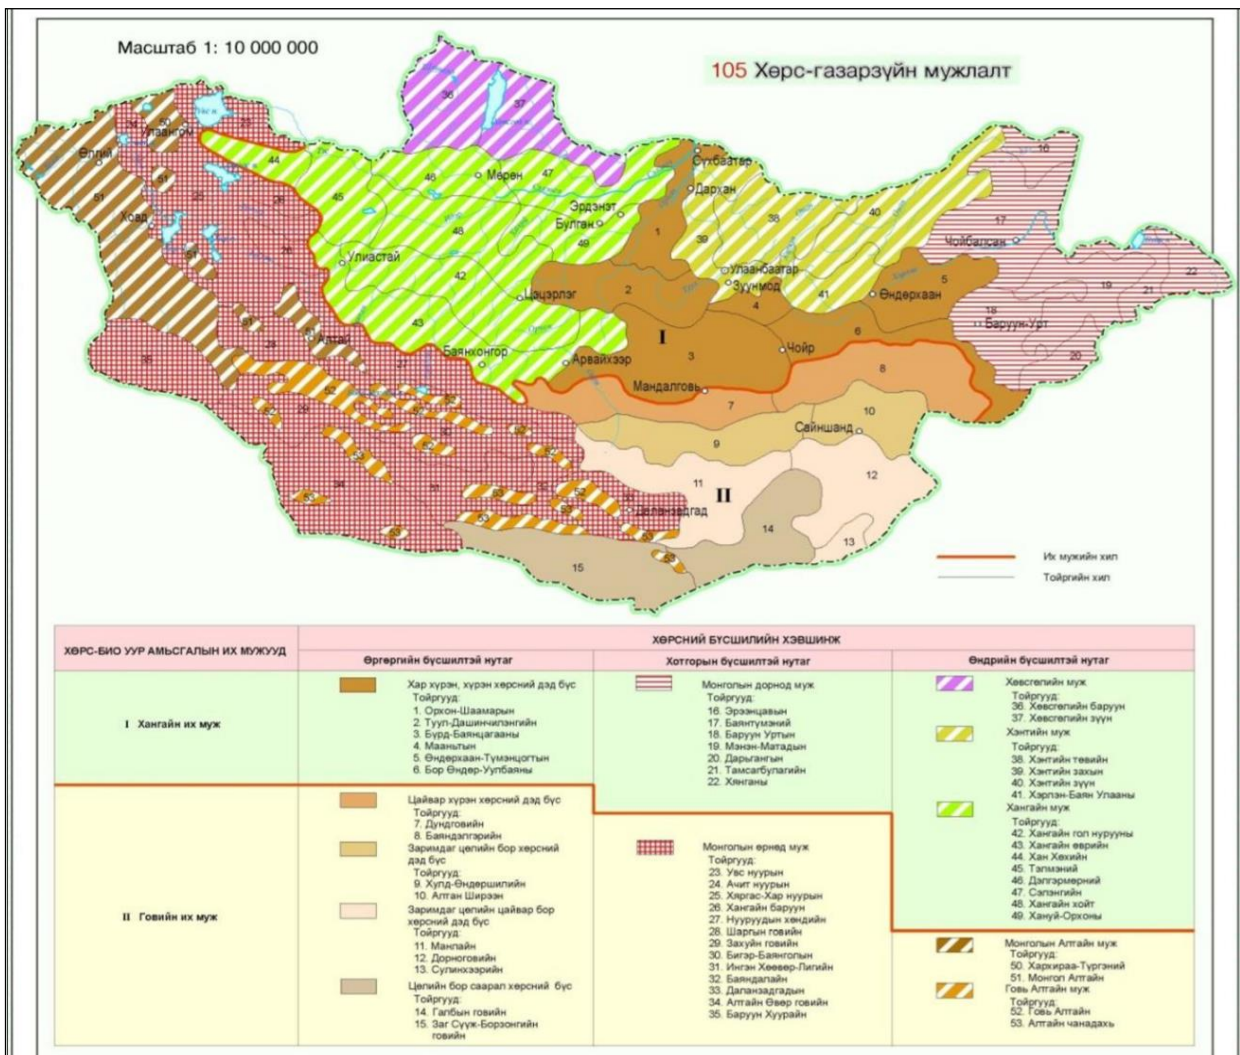 Масштаб 1: 10 000 000
105 Хөрс-газарзүйн мужлалт
Улаангом
Өлгий
Ховд
Улиастай
Алтай
Мөрөн
Эрдэнэт
Булган
Цэцэрлэг
Баянхонгор
Арвайхээр
Сүхбаатар
Дархан
Улаанбаатар
Зуунмод
Өндөрхаан
Чойбалсан
Баруун-Урт
Чойр
Мандалговь
Сайншанд
Даланзадгад
I
II
Их мужийн хил
Тойргийн хил
ХӨРС-БИО УУР АМЬСГАЛЫН ИХ МУЖУУД
ХӨРСНИЙ БҮСШИЛИЙН ХЭВШИНЖ
Өргөргийн бүсшилтэй нутаг
Хотгорын бүсшилтэй нутаг
Өндрийн бүсшилтэй нутаг
I Хангайн их муж
Хар хүрэн, хүрэн хөрсний дэд бүс
Тойргууд:
1. Орхон-Шаамарын
2. Туул-Дашинчилэнгийн
3. Бүрд-Баянцагааны
4. Мааньтын
5. Өндөрхаан-Түмэнцогтын
6. Бор Өндөр-Уулбаяны
Монголын дорнод муж
Тойргууд:
16. Эрээнцавын
17. Баянтүмэний
18. Баруун Уртын
19. Мэнэн-Матадын
20. Дарьгангын
21. Тамсагбулагийн
22. Хянганы
Хөвсгөлийн муж
Тойргууд:
36. Хөвсгөлийн баруун
37. Хөвсгөлийн зүүн
Хэнтийн муж
Тойргууд:
38. Хэнтийн төвийн
39. Хэнтийн захын
40. Хэнтийн зүүн
41. Хэрлэн-Баян Улааны
Хангайн муж
Тойргууд:
42. Хангайн гол нурууны
43. Хангайн өврийн
44. Хан Хөхийн
45. Тэлмэний
46. Дэлгэрмөрний
47. Сэлэнгийн
48. Хангайн хойт
49. Хануй-Орхоны
II Говийн их муж
Цайвар хүрэн хөрсний дэд бүс
Тойргууд:
7. Дундговийн
8. Баяндэлгэрийн
Заримдаг цөлийн бор хөрсний
дэд бүс
Тойргууд:
9. Хулд-Өндөршилийн
10. Алтан Ширээн
Заримдаг цөлийн цайвар бор
хөрсний дэд бүс
Тойргууд:
11. Манлайн
12. Дорноговийн
13. Сулинхээрийн
Цөлийн бор саарал хөрсний бүс
Тойргууд:
14. Галбын говийн
15. Заг Сүүж-Борзонгийн
говийн
Монголын өрнөд муж
Тойргууд:
23. Увс нуурын
24. Ачит нуурын
25. Хяргас-Хар нуурын
26. Хангайн баруун
27. Нууруудын хөндийн
28. Шаргын говийн
29. Захуйн говийн
30. Бигэр-Баянголын
31. Ингэн Хөөвөр-Лигийн
32. Баяндалайн
33. Даланзадгадын
34. Алтайн Өвөр говийн
35. Баруун Хуурайн
Монголын Алтайн муж
Тойргууд:
50. Хархираа-Түргэний
51. Монгол Алтайн
Говь Алтайн муж
Тойргууд:
52. Говь Алтайн
53. Алтайн чанадахь